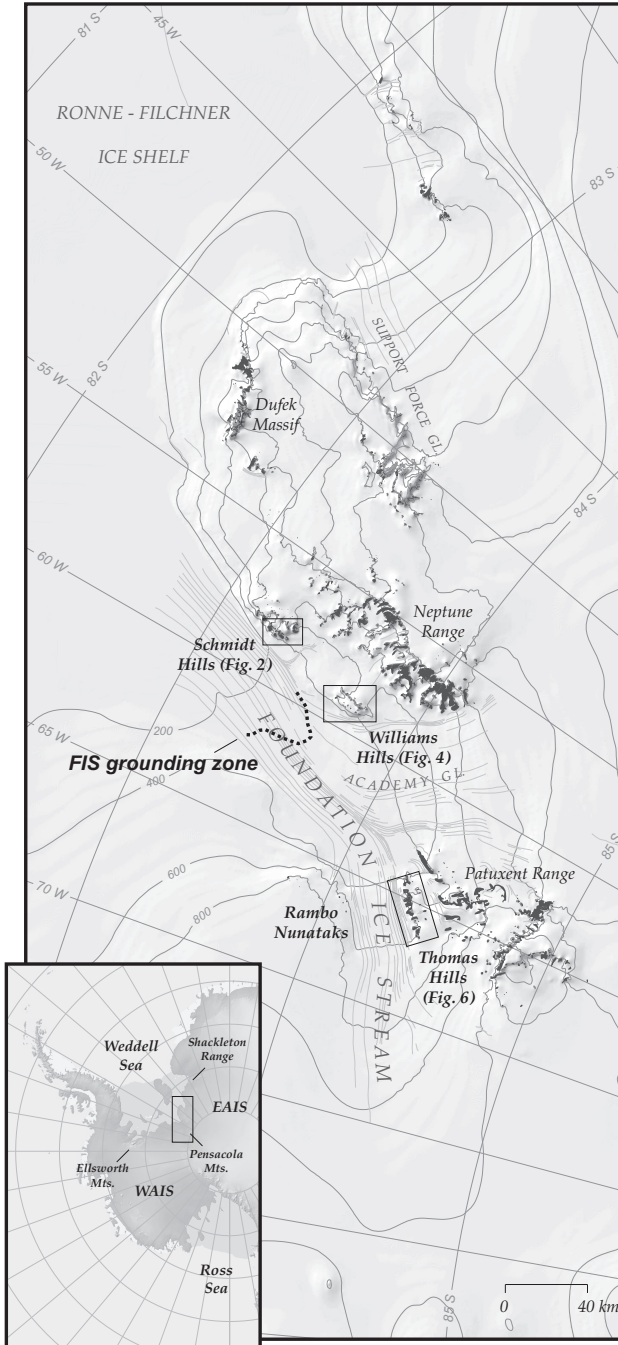 81 S
45 W
RONNE - FILCHNER
ICE SHELF
50 W
83 S
SUPPORT FORCE GL.
55 W
82 S
Dufek
Massif
84 S
60 W
Neptune
Range
Schmidt
Hills (Fig. 2)
200
65 W
Williams
Hills (Fig. 4)
FIS grounding zone
400
ACADEMY GL.
FOUNDATION ICE STREAM
85 S
600
70 W
800
Patuxent Range
Rambo
Nunataks
Thomas
Hills
(Fig. 6)
Weddell
Sea
Shackleton
Range
EAIS
Ellsworth
Mts.
Pensacola
Mts.
WAIS
Ross
Sea
85 S
0 40 km